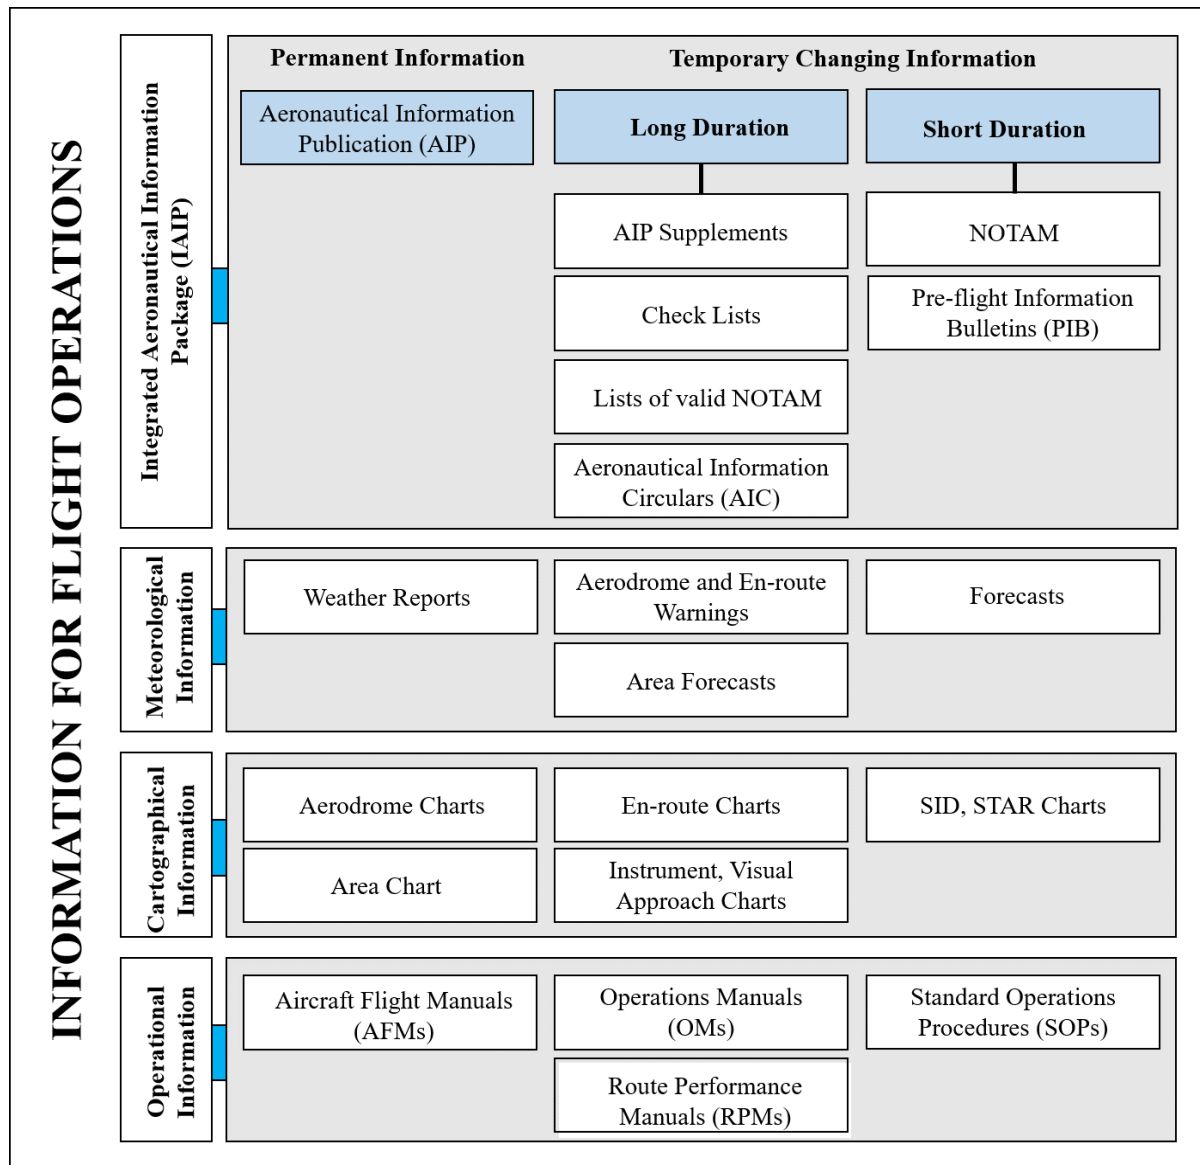 INFORMATION FOR FLIGHT OPERATIONS
Integrated Aeronautical Information
Package (IAIP)
Permanent Information
Temporary Changing Information
Aeronautical Information
Publication (AIP)
Long Duration
Short Duration
AIP Supplements
NOTAM
Check Lists
Pre-flight Information
Bulletins (PIB)
Lists of valid NOTAM
Aeronautical Information
Circulars (AIC)
Meteorological
Information
Weather Reports
Aerodrome and En-route
Warnings
Forecasts
Area Forecasts
Cartographical
Information
Aerodrome Charts
En-route Charts
SID, STAR Charts
Area Chart
Instrument, Visual
Approach Charts
Operational
Information
Aircraft Flight Manuals
(AFMs)
Operations Manuals
(OMs)
Standard Operations
Procedures (SOPs)
Route Performance
Manuals (RPMs)